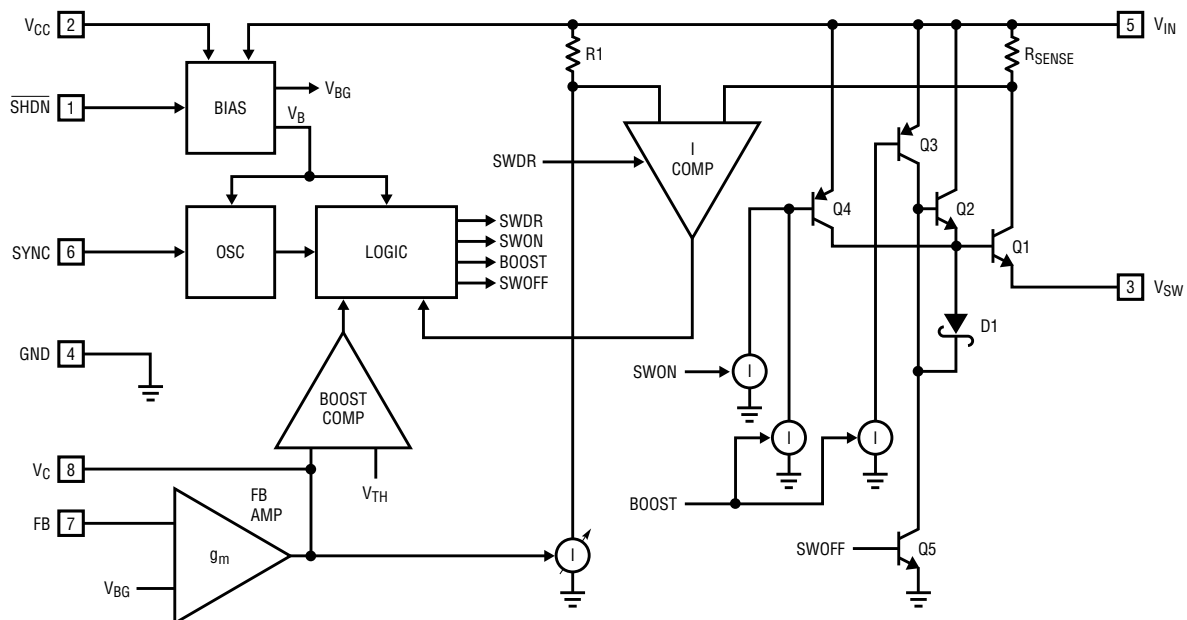 VCC 2
5 VIN
R1
RSENSE
SHDN 1
BIAS
VBG
VB
I
COMP
SWDR
Q3
Q4
Q2
Q1
SYNC 6
OSC
LOGIC
SWDR
SWON
BOOST
SWOFF
3 VSW
D1
GND 4
SWON
I
BOOST
COMP
I
I
VC 8
VTH
BOOST
FB
AMP
FB 7
gm
I
SWOFF
Q5
VBG